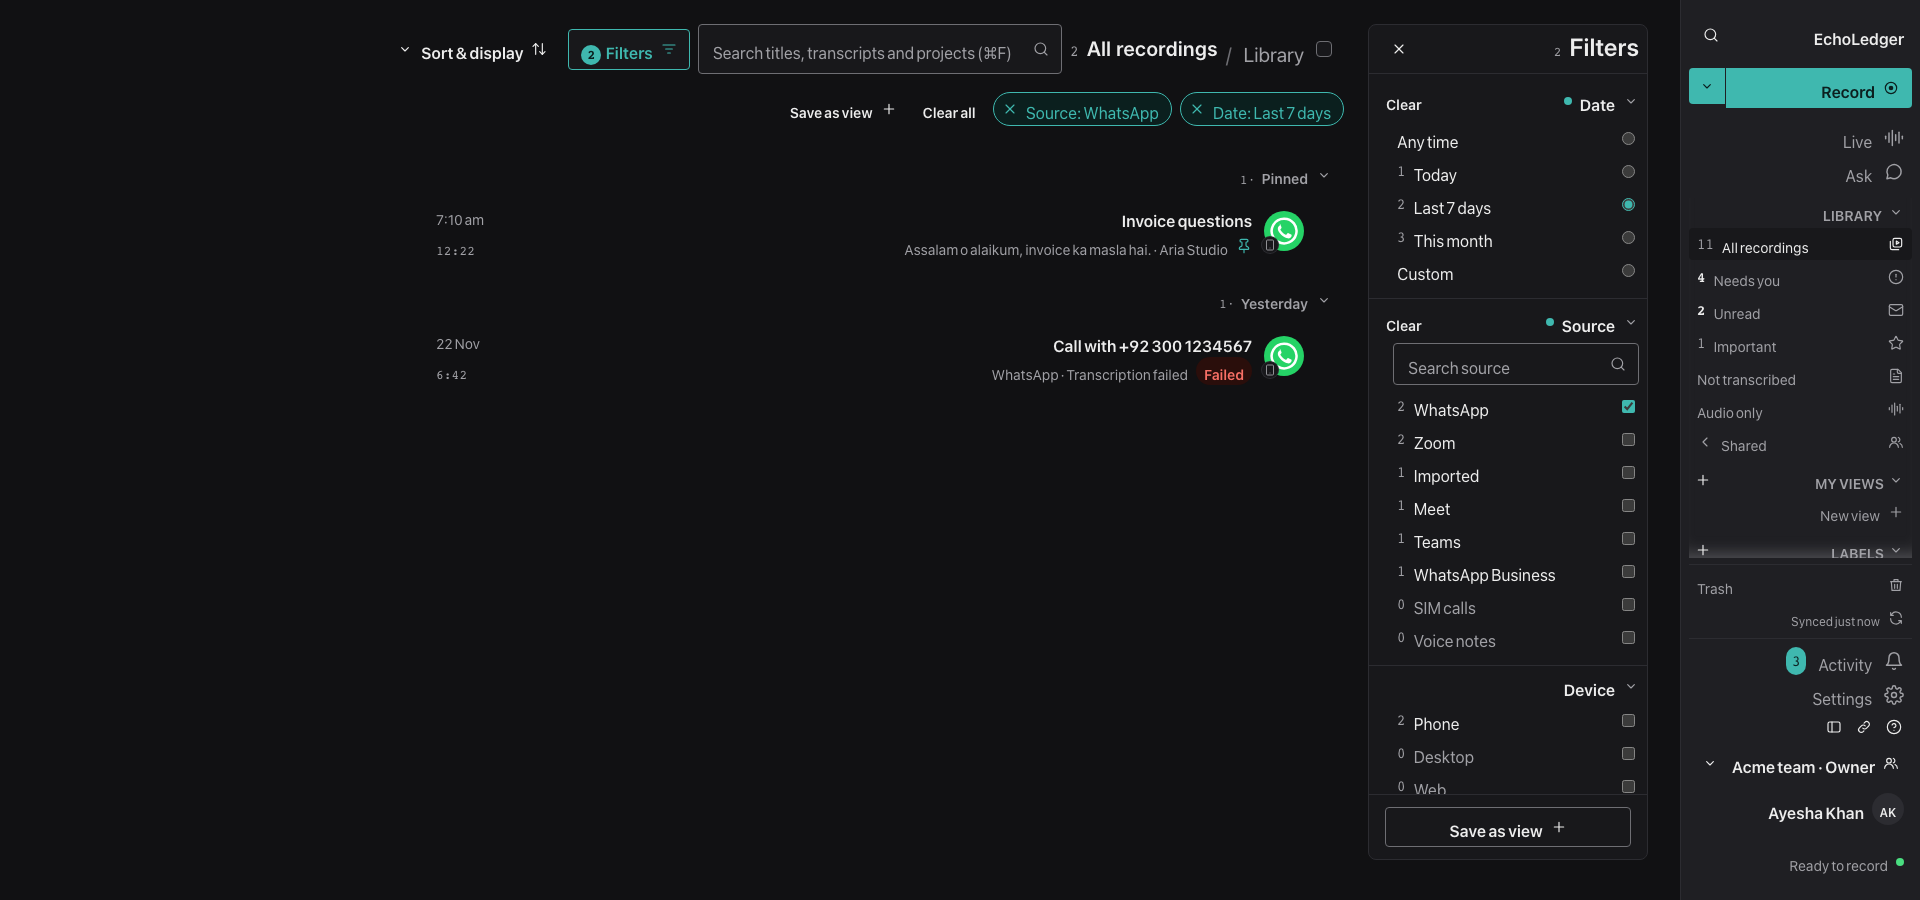 EchoLedger
Record
Live
Ask
LIBRARY
All recordings 11
Needs you 4
Unread 2
Important 1
Not transcribed
Audio only
Shared
MY VIEWS
New view
LABELS
Trash
Synced just now
Activity 3
Settings
Acme team · Owner
Ayesha Khan AK
Ready to record
Filters 2
Date Clear
Any time
Today 1
Last 7 days 2
This month 3
Custom
Source Clear
Search source
WhatsApp 2
Zoom 2
Imported 1
Meet 1
Teams 1
WhatsApp Business 1
SIM calls 0
Voice notes 0
Device
Phone 2
Desktop 0
Web 0
Save as view
Library / All recordings 2
Search titles, transcripts and projects (⌘F)
Filters 2
Sort & display
Date: Last 7 days
Source: WhatsApp
Clear all
Save as view
Pinned · 1
Invoice questions
7:10 am
Assalam o alaikum, invoice ka masla hai. · Aria Studio
12:22
Yesterday · 1
Call with +92 300 1234567
22 Nov
Failed WhatsApp · Transcription failed
6:42